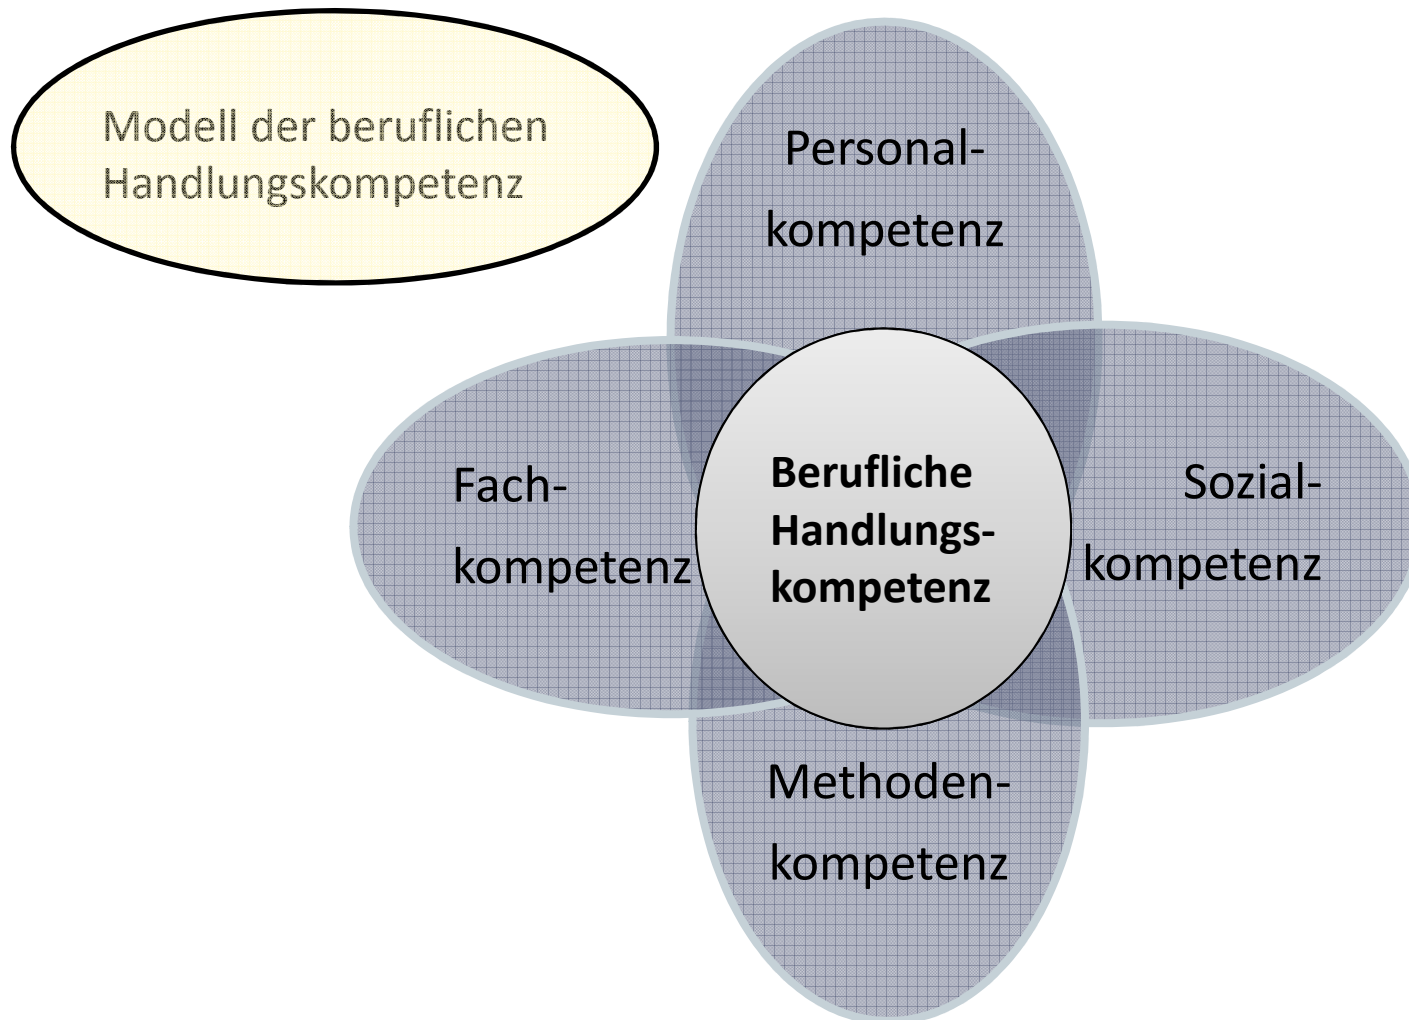 Modell der beruflichen
Handlungskompetenz
Personal-
kompetenz
Fach-
kompetenz
Berufliche
Handlungs-
kompetenz
Sozial-
kompetenz
Methoden-
kompetenz